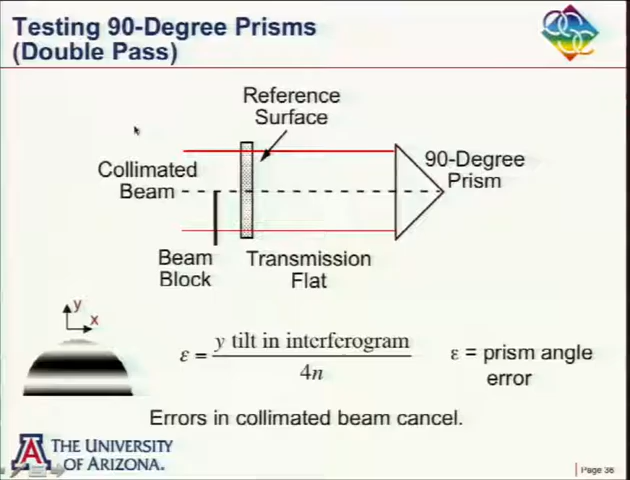 Testing 90-Degree Prisms
(Double Pass)
Reference
Surface
Collimated
Beam
90-Degree
Prism
Beam
Block
Transmission
Flat
y
x
ε = y tilt in interferogram / 4n
ε = prism angle
error
Errors in collimated beam cancel.
A THE UNIVERSITY
OF ARIZONA.
Page 36